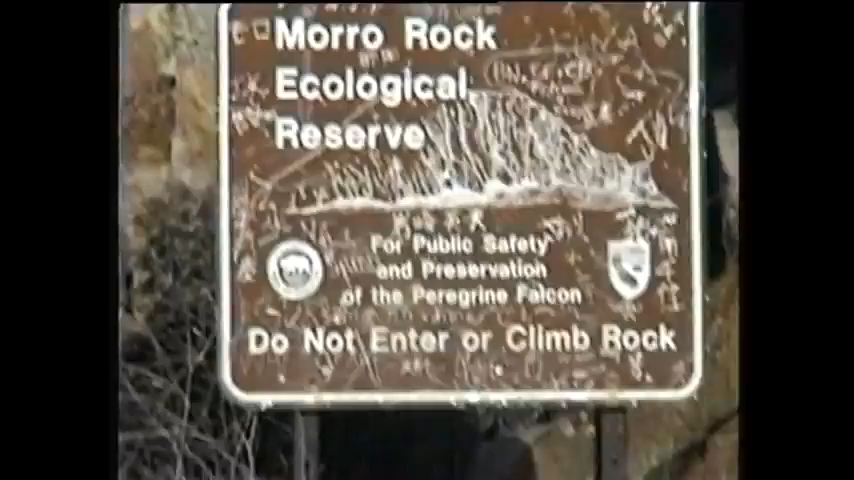 Morro Rock
Ecological
Reserve
For Public Safety
and Preservation
of the Peregrine Falcon
Do Not Enter or Climb Rock